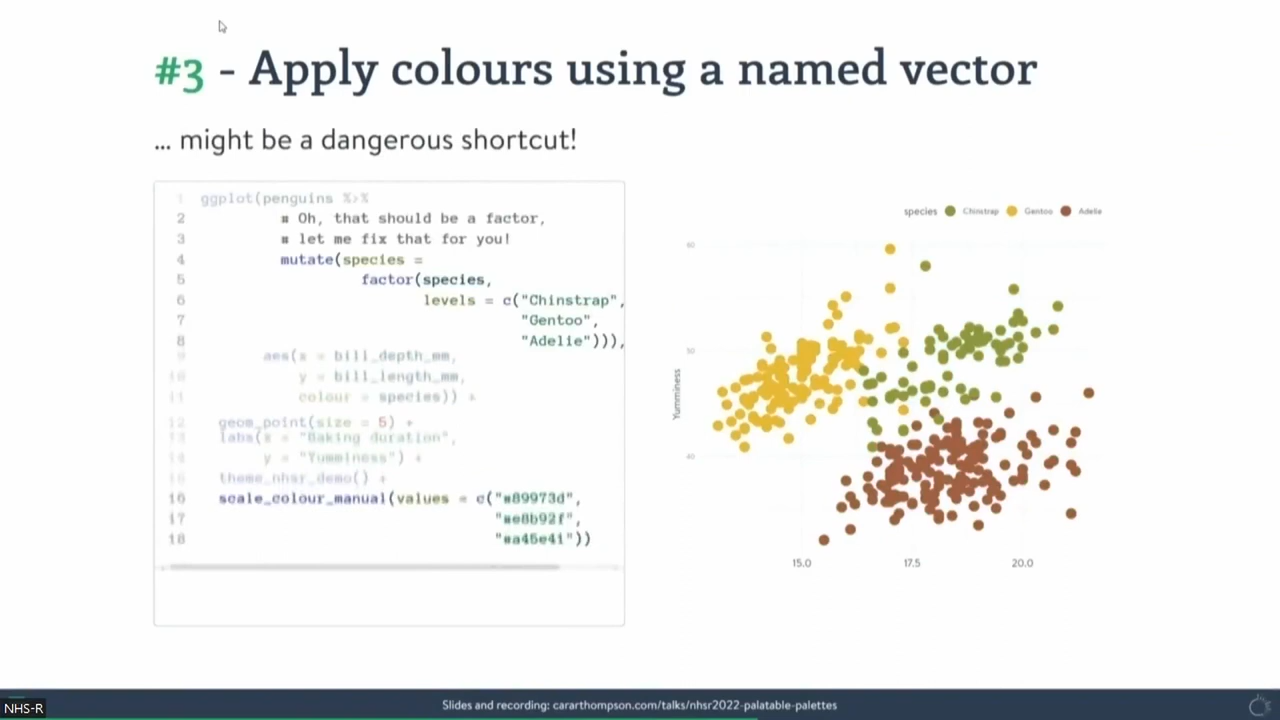 #3 - Apply colours using a named vector
... might be a dangerous shortcut!
1 ggplot(penguins %>%
2 # Oh, that should be a factor,
3 # let me fix that for you!
4 mutate(species =
5 factor(species,
6 levels = c("Chinstrap",
7 "Gentoo",
8 "Adelie"))),
9 aes(x = bill_depth_mm,
10 y = bill_length_mm,
11 colour = species)) +
12 geom_point(size = 5) +
13 labs(x = "Baking duration",
14 y = "Yumminess") +
15 theme_nhsr_demo() +
16 scale_colour_manual(values = c("#89973d",
17 "#e8b92f",
18 "#a45e41"))
species Chinstrap Gentoo Adelie
60
50
40
Yumminess
15.0 17.5 20.0
NHS-R
Slides and recording: cararthompson.com/talks/nhsr2022-palatable-palettes